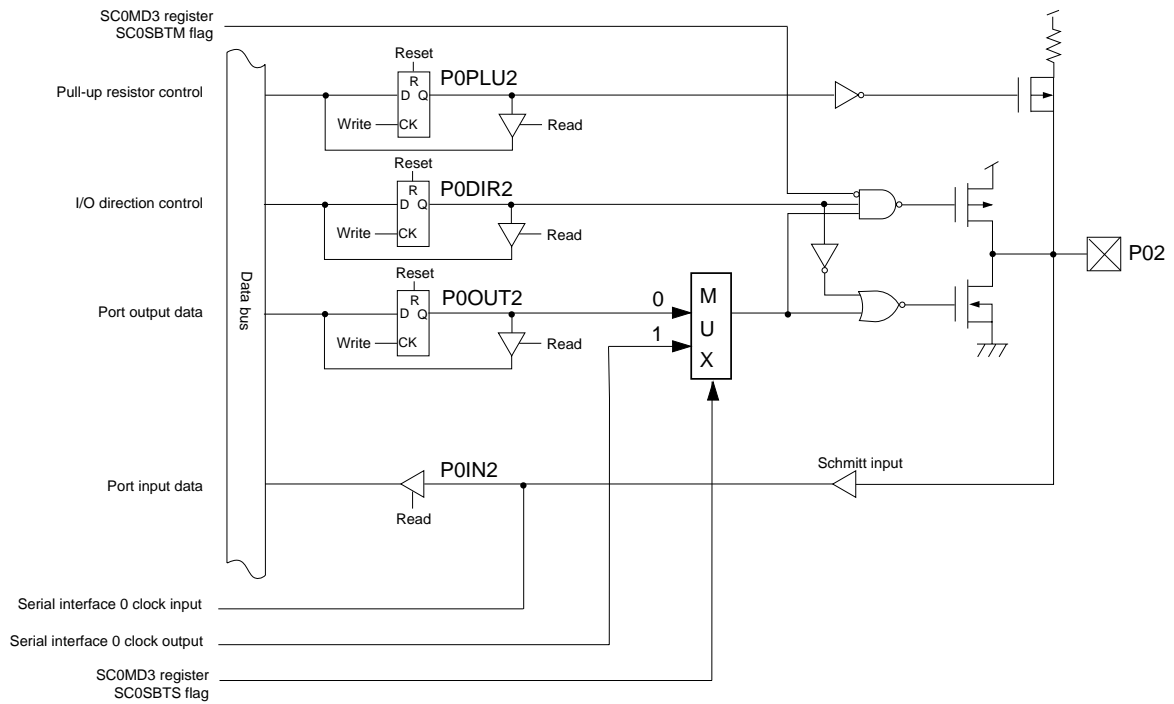 SC0MD3 register
SC0SBTM flag
Reset
R
P0PLU2
Pull-up resistor control
D Q
Write
CK
Read
Reset
R
P0DIR2
I/O direction control
D Q
Write
CK
Read
P02
Data bus
Reset
R
P0OUT2
Port output data
D Q
Write
CK
Read
0
1
M
U
X
Schmitt input
P0IN2
Port input data
Read
Serial interface 0 clock input
Serial interface 0 clock output
SC0MD3 register
SC0SBTS flag